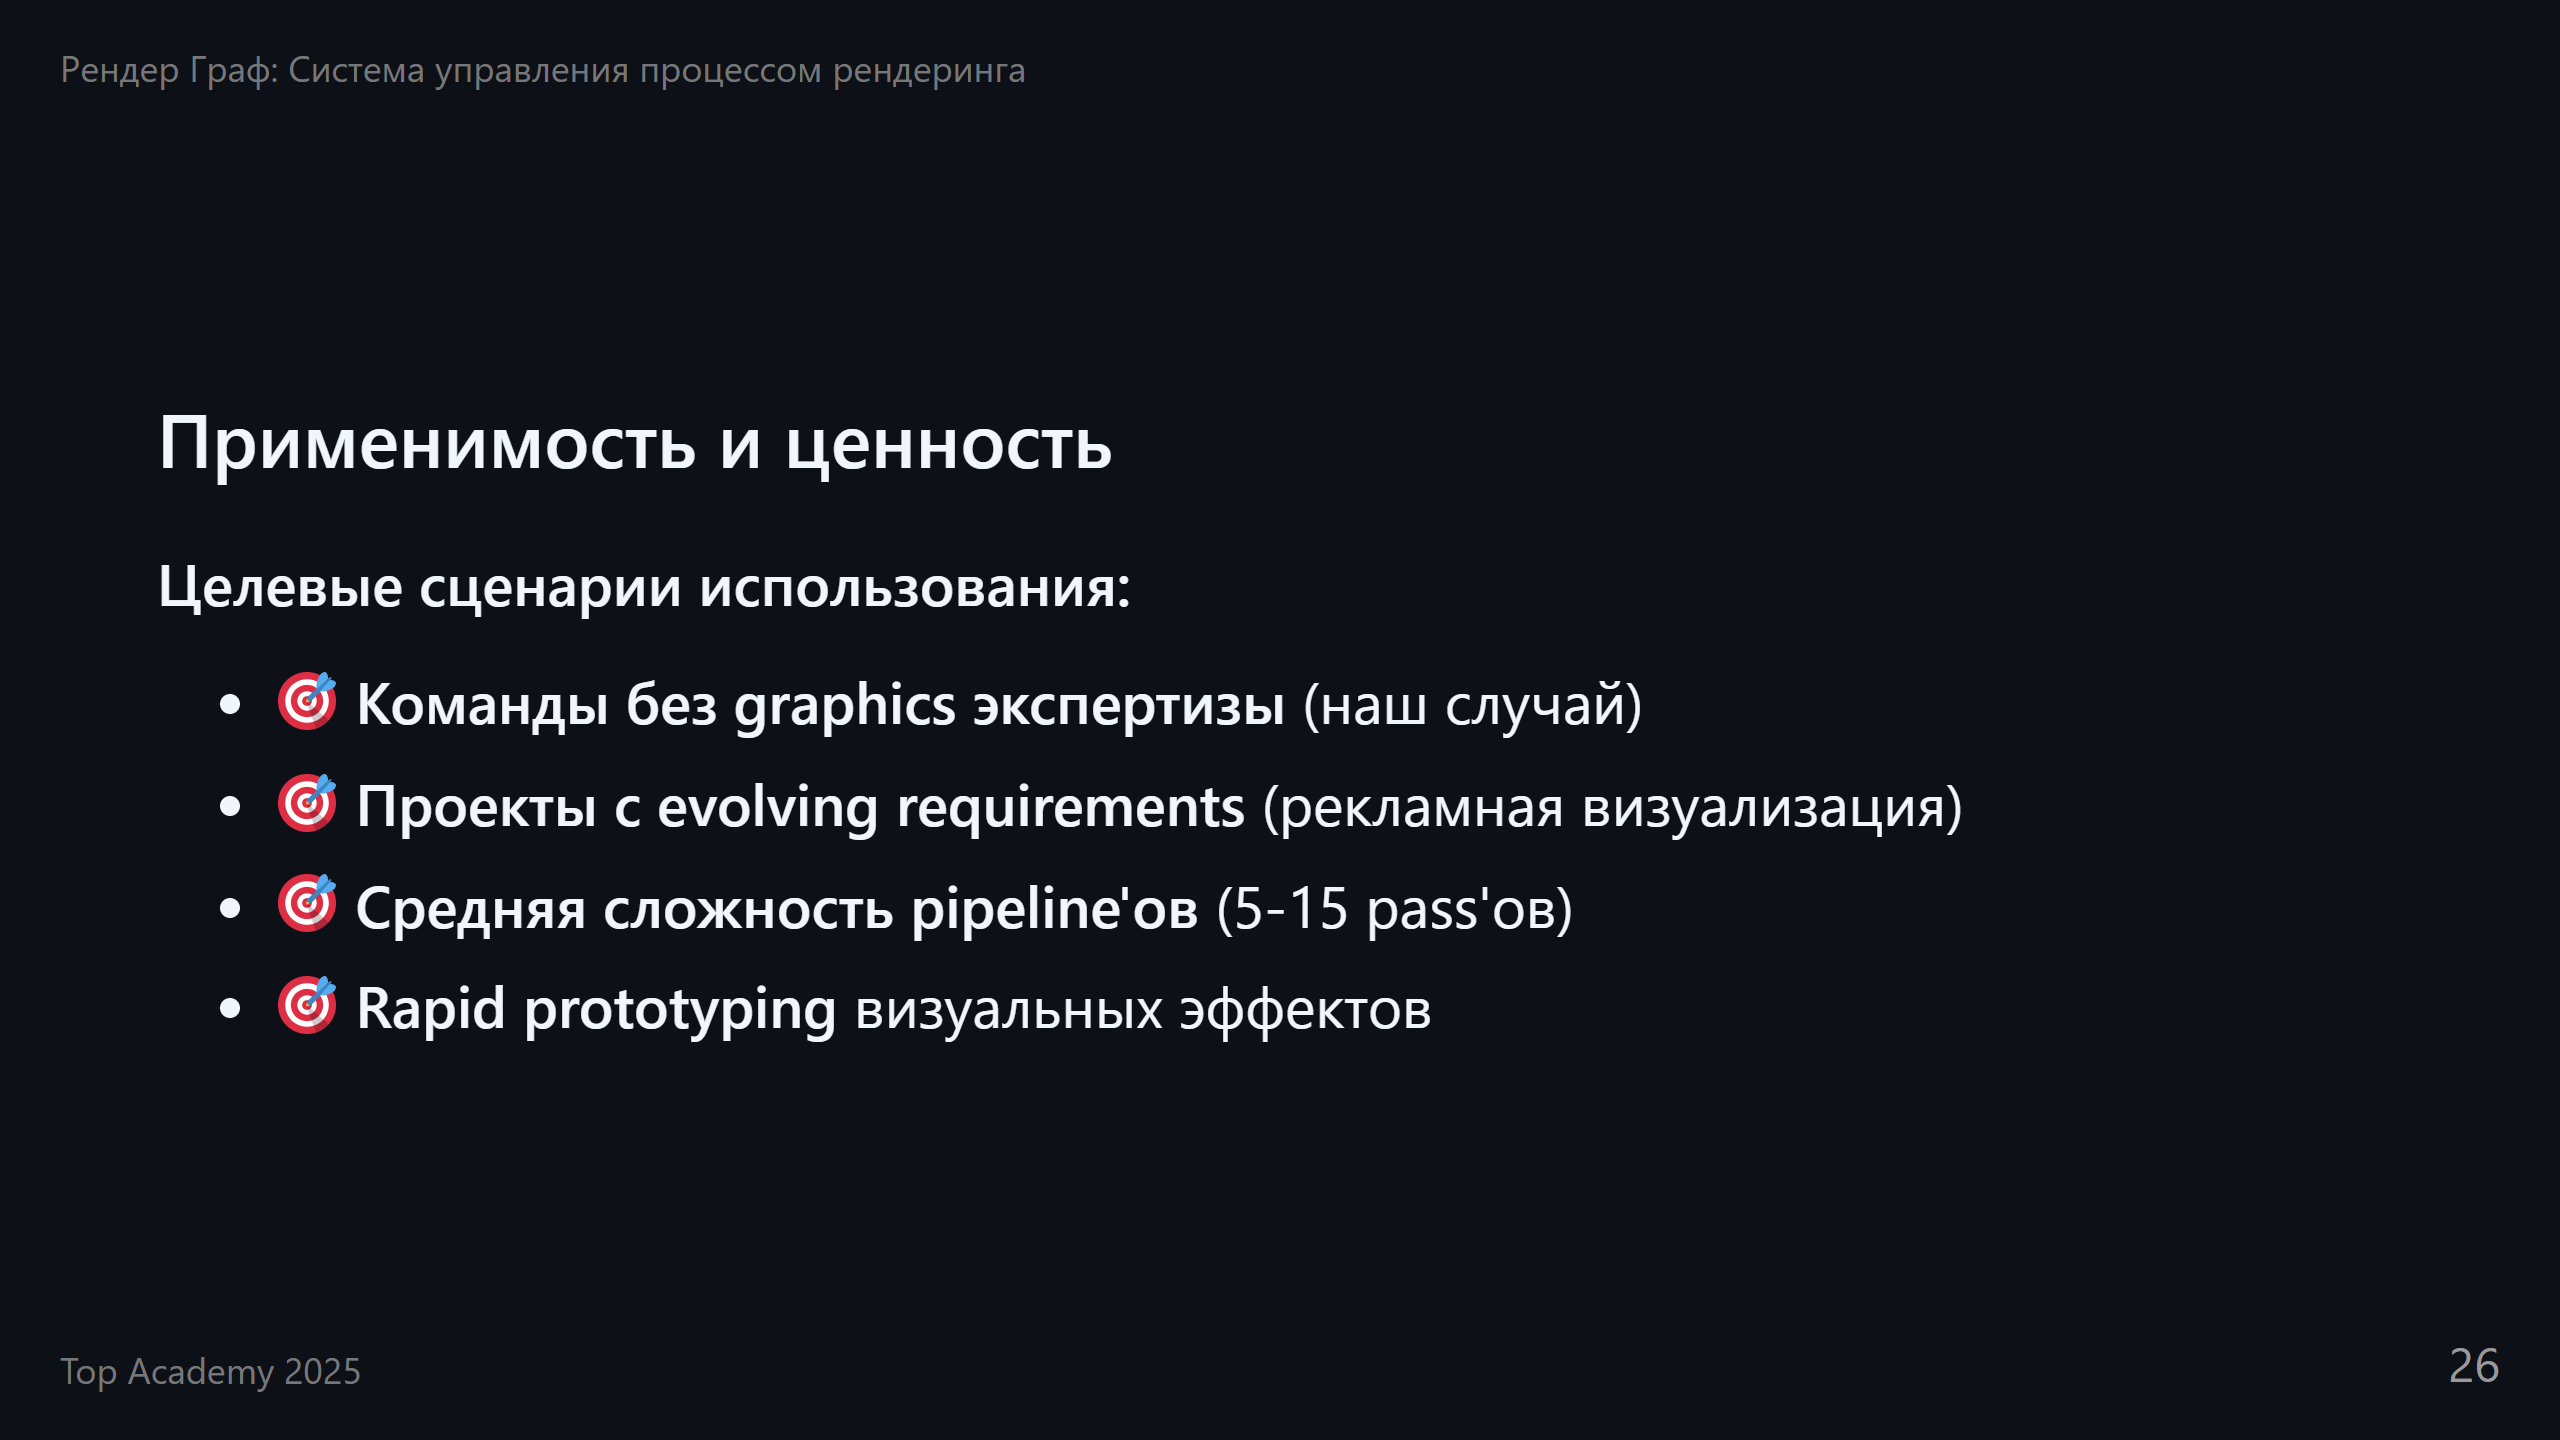 Рендер Граф: Система управления процессом рендеринга
Применимость и ценность
Целевые сценарии использования:
• 🎯 Команды без graphics экспертизы (наш случай)
• 🎯 Проекты с evolving requirements (рекламная визуализация)
• 🎯 Средняя сложность pipeline'ов (5-15 pass'ов)
• 🎯 Rapid prototyping визуальных эффектов
Top Academy 2025
26